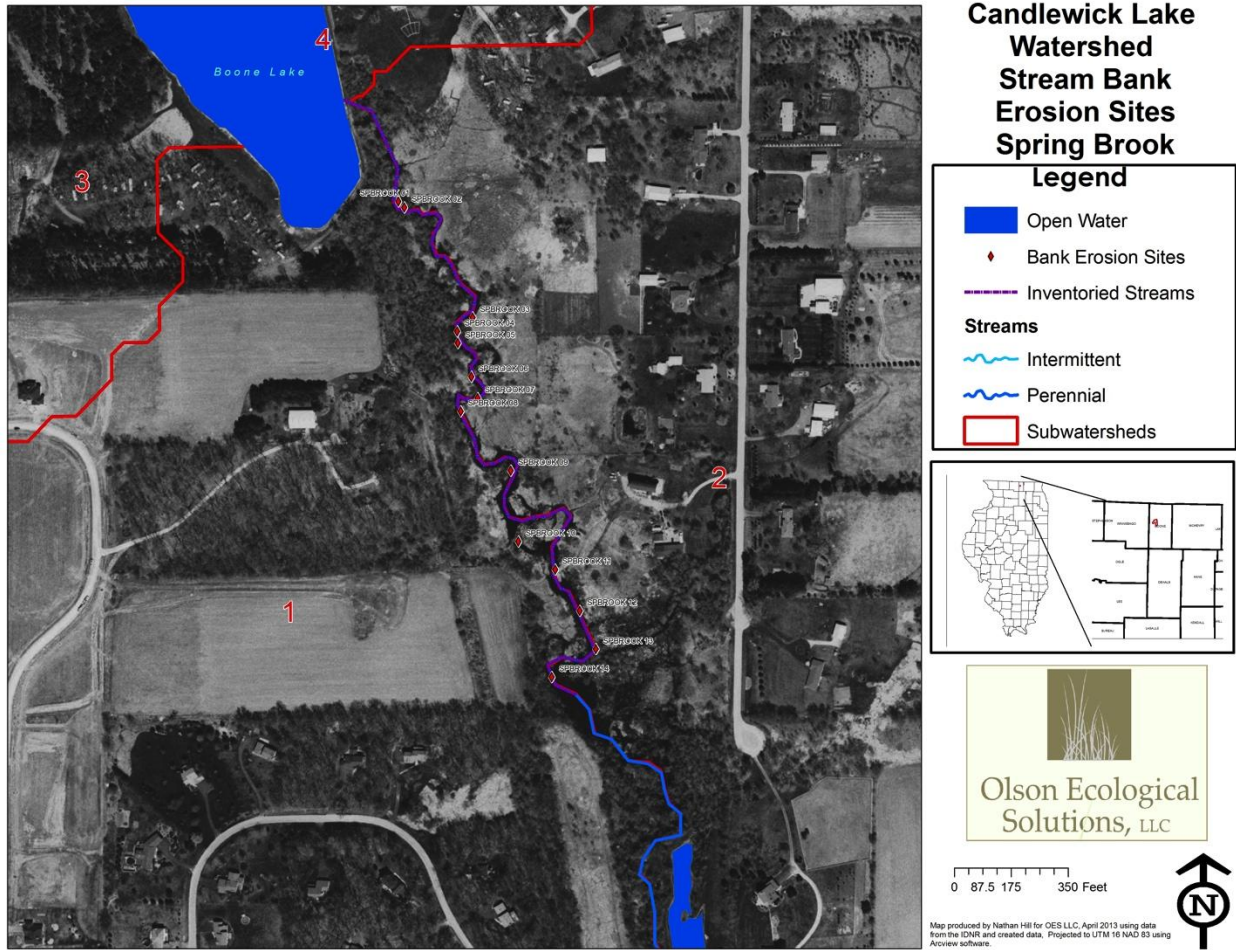 Candlewick Lake
Watershed
Stream Bank
Erosion Sites
Spring Brook
Legend
Open Water
Bank Erosion Sites
Inventoried Streams
Streams
Intermittent
Perennial
Subwatersheds
4
Boone Lake
3
SPBROOK 01
SPBROOK 02
SPBROOK 03
SPBROOK 04
SPBROOK 05
SPBROOK 06
SPBROOK 07
SPBROOK 08
SPBROOK 09
2
SPBROOK 10
SPBROOK 11
1
SPBROOK 12
SPBROOK 13
SPBROOK 14
Olson Ecological
Solutions, LLC
0 87.5 175 350 Feet
N
Map produced by Nathan Hill for OES LLC, April 2013 using data
from the IDNR and created data, Projected to UTM 16 NAD 83 using
Arcview software.